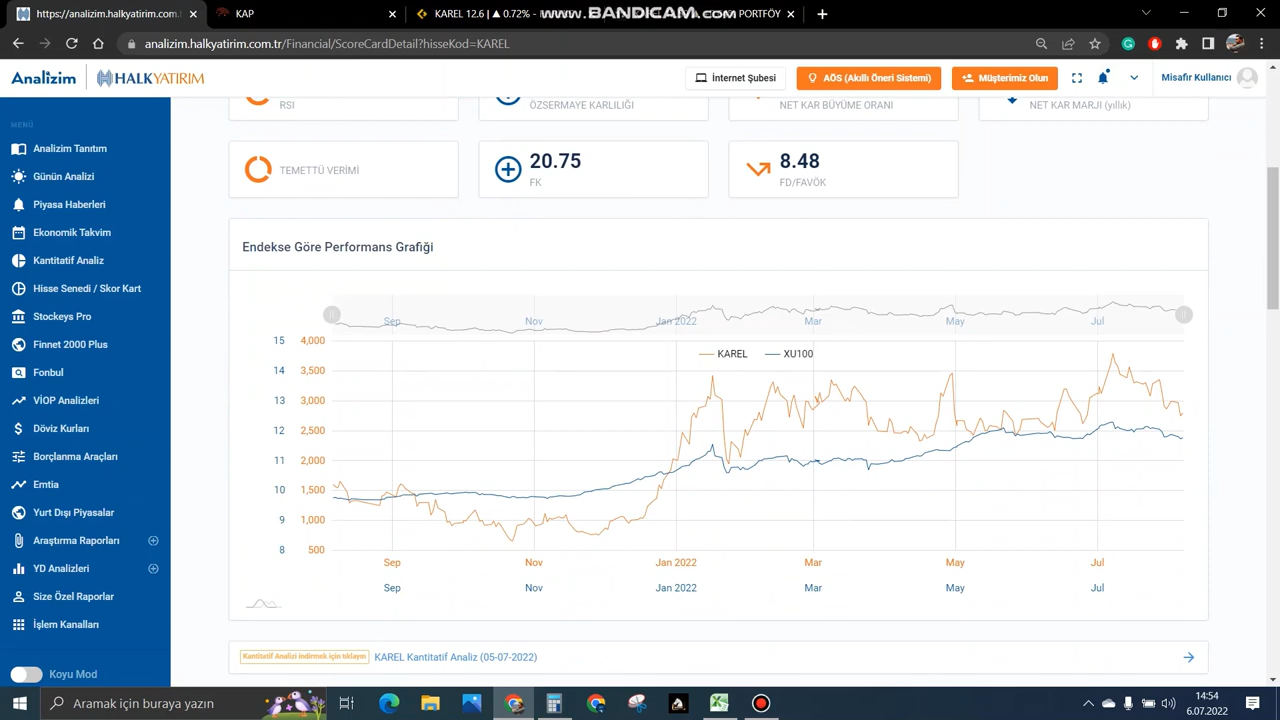 halkyatirim
KAP
KAREL 12.6 ▲ 0.72%
www.BANDICAM.com
PORTFÖY
analizim.halkyatirim.com.tr/Financial/ScoreCardDetail?hisseKod=KAREL
Analizim HALKYATIRIM
İnternet Şubesi
AÖS (Akıllı Öneri Sistemi)
Müşterimiz Olun
Misafir Kullanıcı
MENÜ
Analizim Tanıtım
Günün Analizi
Piyasa Haberleri
Ekonomik Takvim
Kantitatif Analiz
Hisse Senedi / Skor Kart
Stockeys Pro
Finnet 2000 Plus
Fonbul
VİOP Analizleri
Döviz Kurları
Borçlanma Araçları
Emtia
Yurt Dışı Piyasalar
Araştırma Raporları
YD Analizleri
Size Özel Raporlar
İşlem Kanalları
Koyu Mod
RSI
ÖZSERMAYE KARLILIĞI
NET KAR BÜYÜME ORANI
NET KAR MARJI (yıllık)
TEMETTÜ VERİMİ
20.75
FK
8.48
FD/FAVÖK
Endekse Göre Performans Grafiği
Sep Nov Jan 2022 Mar May Jul
KAREL XU100
15 4,000
14 3,500
13 3,000
12 2,500
11 2,000
10 1,500
9 1,000
8 500
Sep Nov Jan 2022 Mar May Jul
Sep Nov Jan 2022 Mar May Jul
Kantitatif Analizi indirmek için tıklayın KAREL Kantitatif Analiz (05-07-2022)
Aramak için buraya yazın
14:54
6.07.2022